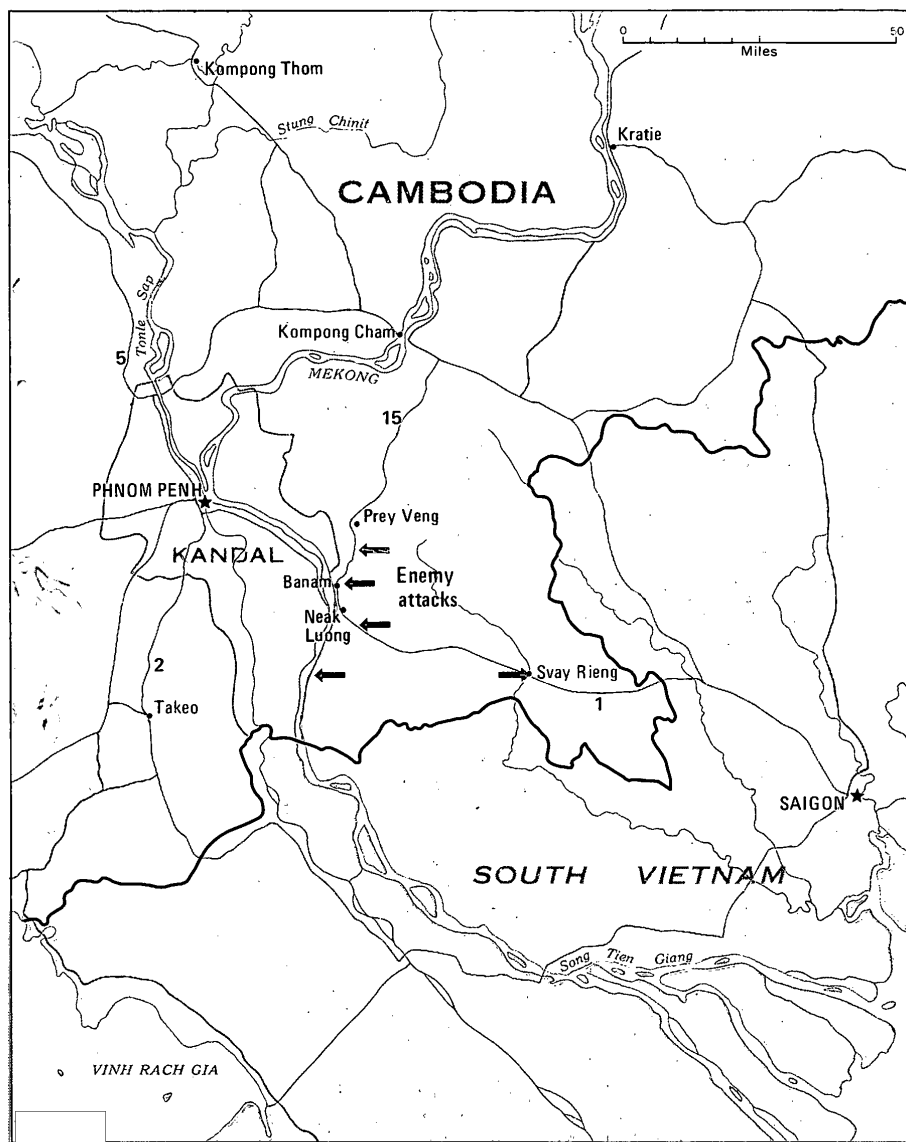 0 50
Miles
Kompong Thom
Stung Chinit
Kratie
CAMBODIA
Tonle Sap
5
Kompong Cham
MEKONG
15
PHNOM PENH
Prey Veng
KANDAL
Banam
Enemy
attacks
Neak
Luong
2
Svay Rieng
1
Takeo
SAIGON
SOUTH VIETNAM
Song Tien Giang
VINH RACH GIA